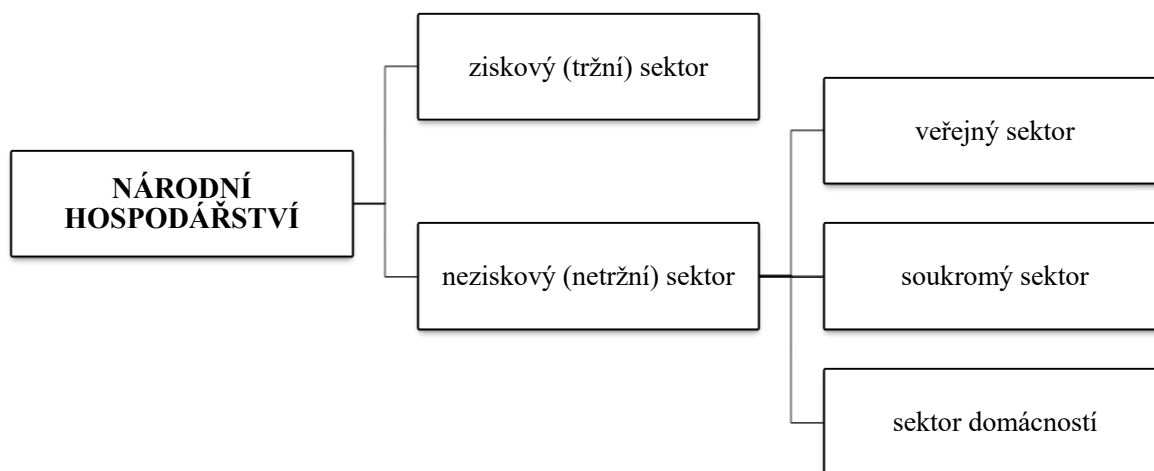 NÁRODNÍ
HOSPODÁŘSTVÍ
ziskový (tržní) sektor
neziskový (netržní) sektor
veřejný sektor
soukromý sektor
sektor domácností